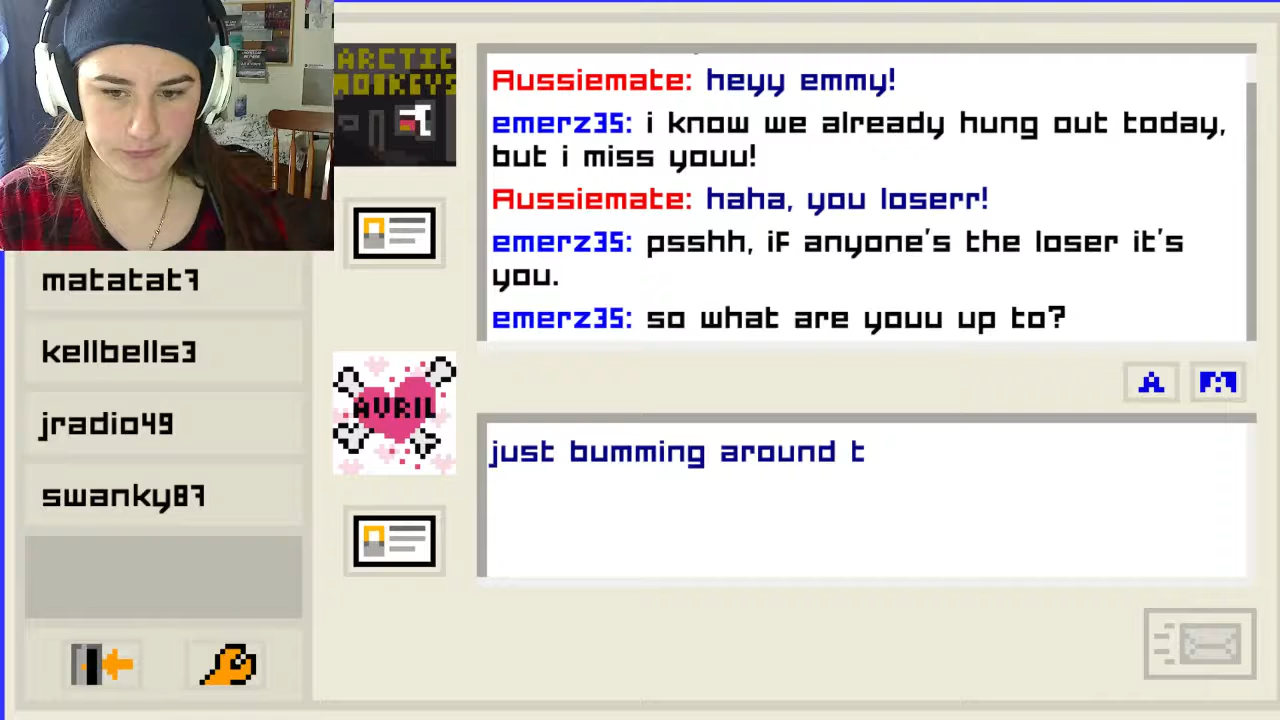 ARCTIC
MONKEYS
Aussiemate: heyy emmy!
emerz35: i know we already hung out today,
but i miss youu!
Aussiemate: haha, you loserr!
emerz35: psshh, if anyone's the loser it's
you.
emerz35: so what are youu up to?
matatat7
kellbells3
jradio49
swanky87
AVRIL
A
just bumming around t